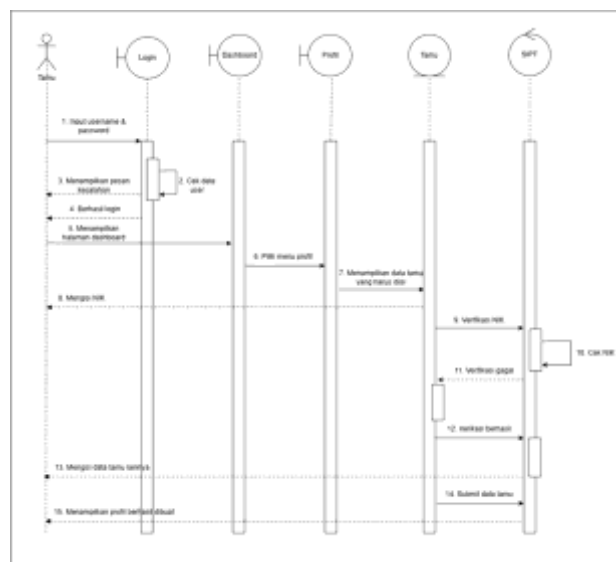 Tamu
Login
Dashboard
Profil
Tamu
SIPT
1. Input username &
password
2. Cek data
user
3. Menampilkan pesan
kesalahan
4. Berhasil login
5. Menampilkan
halaman dashboard
6. Pilih menu profil
7. Menampilkan data tamu
yang harus diisi
8. Mengisi NIK
9. Verifikasi NIK
10. Cek NIK
11. Verifikasi gagal
12. Verifikasi berhasil
13. Mengisi data tamu lainnya
14. Submit data tamu
15. Menampilkan profil berhasil dibuat